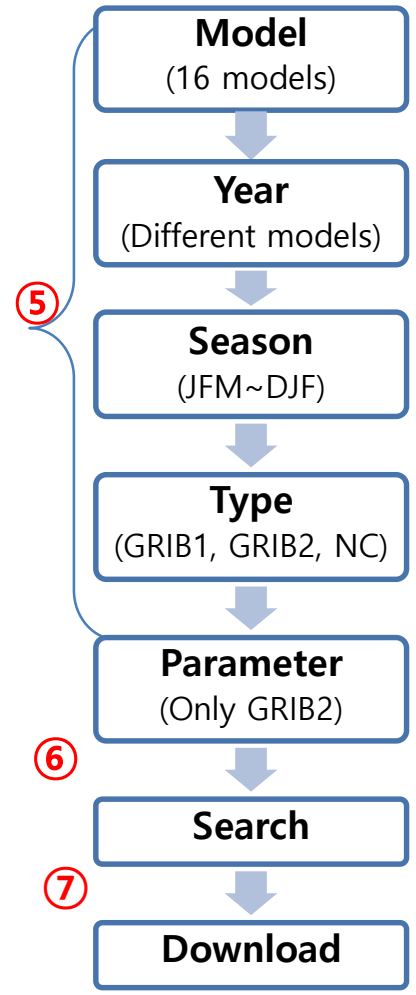 Model
(16 models)
Year
(Different models)
⑤
Season
(JFM~DJF)
Type
(GRIB1, GRIB2, NC)
Parameter
(Only GRIB2)
⑥
Search
⑦
Download